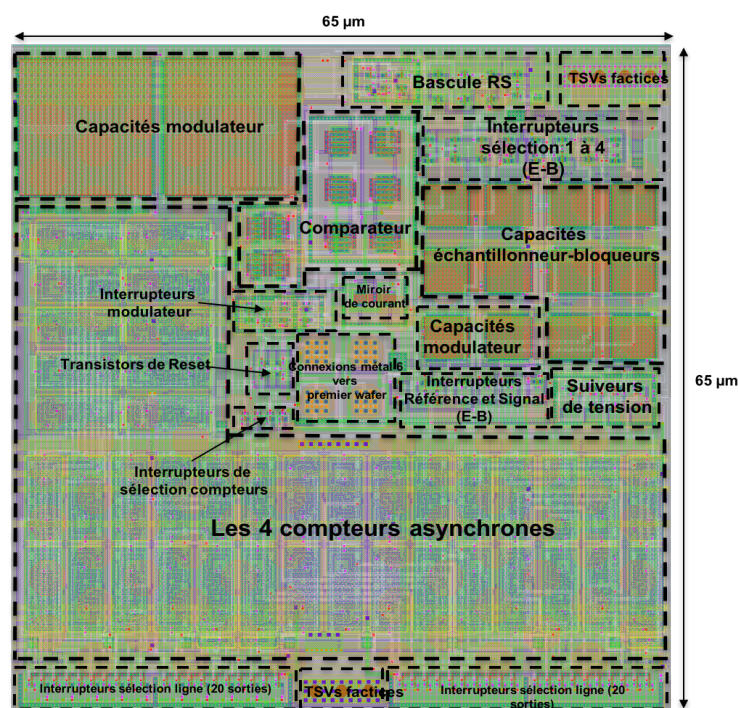 65 µm
Bascule RS
TSVs factices
Capacités modulateur
Interrupteurs
sélection 1 à 4
(E-B)
Comparateur
Capacités
échantillonneur-bloqueurs
Interrupteurs
modulateur
Miroir
de courant
Capacités
modulateur
Transistors de Reset
Connexions métal 6
vers
premier wafer
Interrupteurs
Référence et Signal
(E-B)
Suiveurs
de tension
65 µm
Interrupteurs de
sélection compteurs
Les 4 compteurs asynchrones
Interrupteurs sélection ligne (20 sorties)
TSVs factices
Interrupteurs sélection ligne (20
sorties)